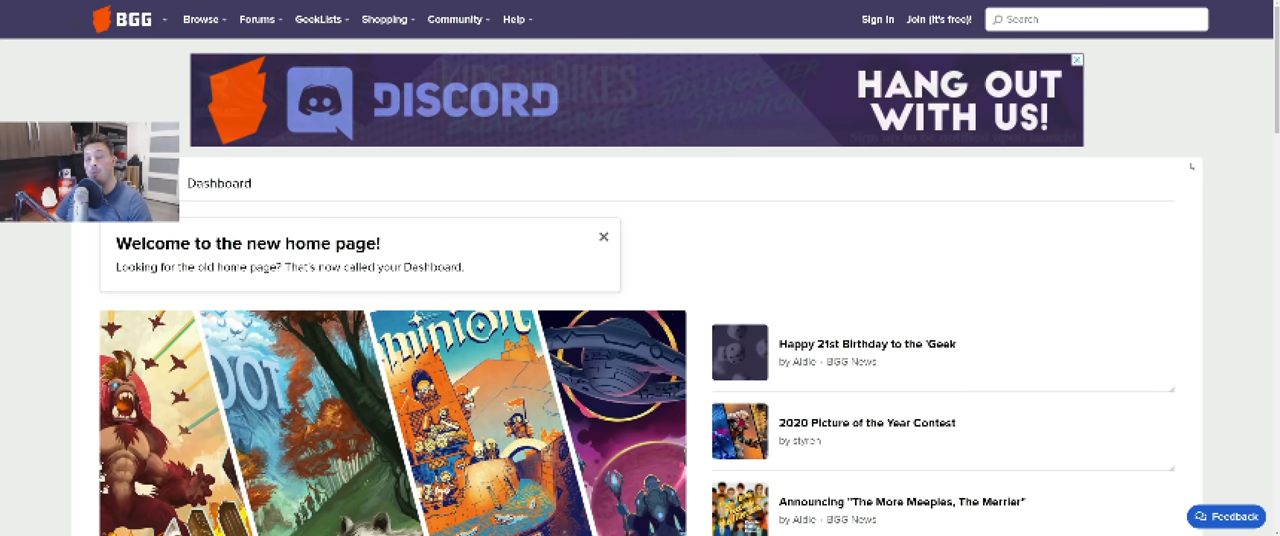 BGG Browse Forums GeekLists Shopping Community Help Sign In Join (it's free)! Search
DISCORD
HANG OUT
WITH US!
Dashboard
Welcome to the new home page!
Looking for the old home page? That's now called your Dashboard.
OOT
minion
Happy 21st Birthday to the 'Geek
by Aldie • BGG News
2020 Picture of the Year Contest
by styren
Announcing "The More Meeples, The Merrier"
by Aldie • BGG News
Feedback